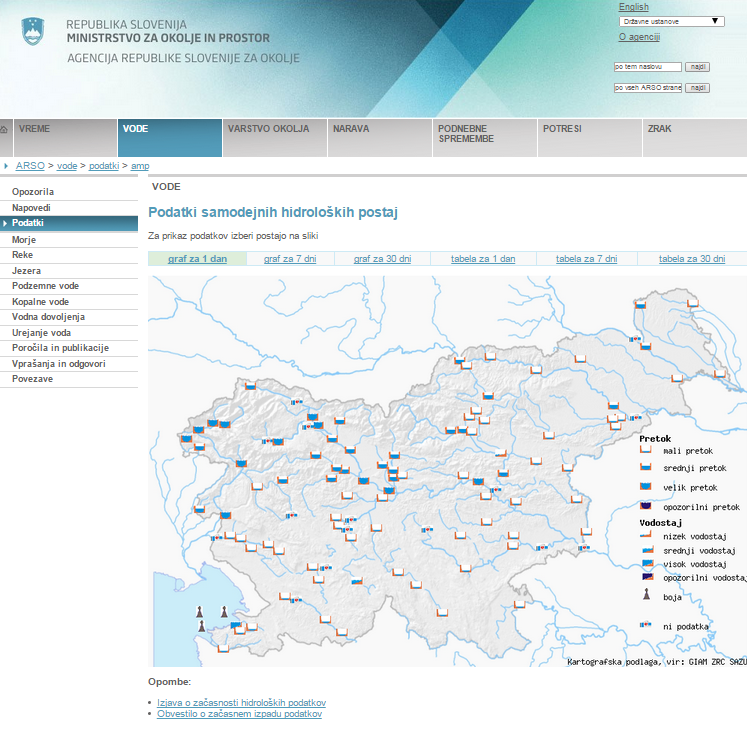 REPUBLIKA SLOVENIJA
MINISTRSTVO ZA OKOLJE IN PROSTOR
AGENCIJA REPUBLIKE SLOVENIJE ZA OKOLJE
English
Državne ustanove
O agenciji
po tem naslovu najdi
po vseh ARSO strane najdi
VREME VODE VARSTVO OKOLJA NARAVA PODNEBNE POTRESI ZRAK
SPREMEMBE
ARSO > vode > podatki > amp
Opozorila
Napovedi
Podatki
Morje
Reke
Jezera
Podzemne vode
Kopalne vode
Vodna dovoljenja
Urejanje voda
Poročila in publikacije
Vprašanja in odgovori
Povezave
VODE
Podatki samodejnih hidroloških postaj
Za prikaz podatkov izberi postajo na sliki
graf za 1 dan graf za 7 dni graf za 30 dni tabela za 1 dan tabela za 7 dni tabela za 30 dni
Pretok
mali pretok
srednji pretok
velik pretok
opozorilni pretok
Vodostaj
nizek vodostaj
srednji vodostaj
visok vodostaj
opozorilni vodostaj
boja
ni podatka
Kartografska podlaga, vir: GIAM ZRC SAZU
Opombe:
• Izjava o začasnosti hidroloških podatkov
• Obvestilo o začasnem izpadu podatkov